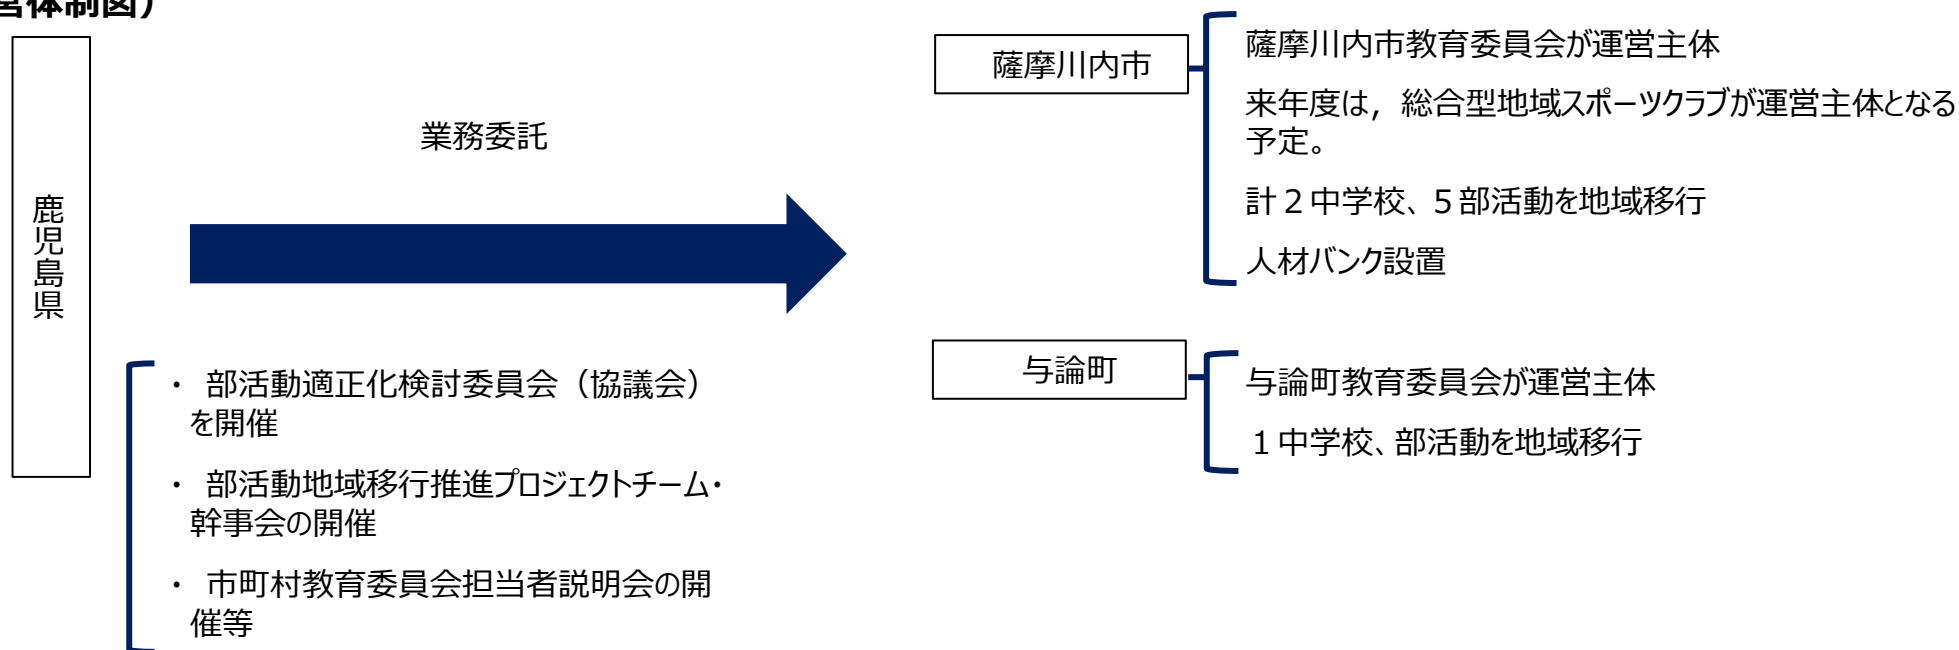 営体制図）
鹿児島県
業務委託
・ 部活動適正化検討委員会（協議会）
を開催
・ 部活動地域移行推進プロジェクトチーム・
幹事会の開催
・ 市町村教育委員会担当者説明会の開
催等
薩摩川内市
薩摩川内市教育委員会が運営主体
来年度は，総合型地域スポーツクラブが運営主体となる
予定。
計２中学校、５部活動を地域移行
人材バンク設置
与論町
与論町教育委員会が運営主体
１中学校、部活動を地域移行